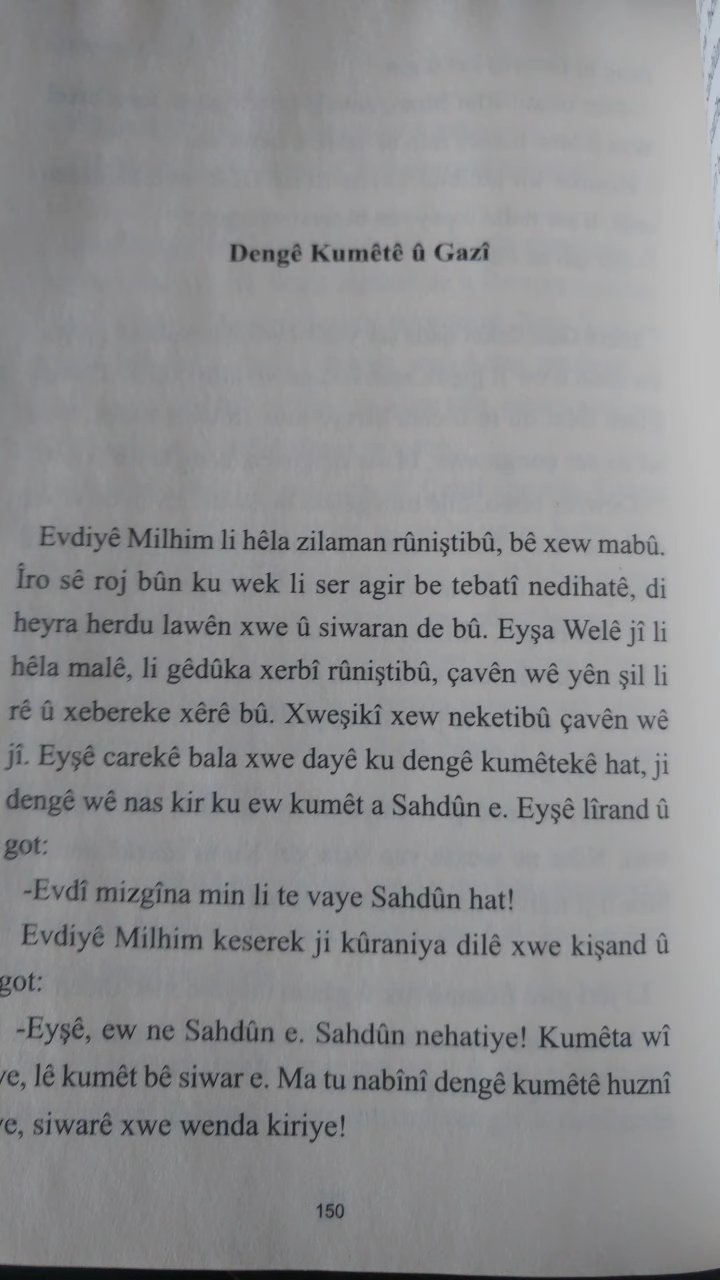 Dengê Kumêtê û Gazî
Evdiyê Milhim li hêla zilaman rûniştibû, bê xew mabû.
Îro sê roj bûn ku wek li ser agir be tebatî nedihatê, di
heyra herdu lawên xwe û siwaran de bû. Eyşa Welê jî li
hêla malê, li gêdûka xerbî rûniştibû, çavên wê yên şil li
rê û xebereke xêrê bû. Xweşikî xew neketibû çavên wê
jî. Eyşê carekê bala xwe dayê ku dengê kumêtekê hat, ji
dengê wê nas kir ku ew kumêt a Sahdûn e. Eyşê lîrand û
got:
-Evdî mizgîna min li te vaye Sahdûn hat!
Evdiyê Milhim keserek ji kûraniya dilê xwe kişand û
got:
-Eyşê, ew ne Sahdûn e. Sahdûn nehatiye! Kumêta wî
ye, lê kumêt bê siwar e. Ma tu nabînî dengê kumêtê huznî
ye, siwarê xwe wenda kiriye!
150